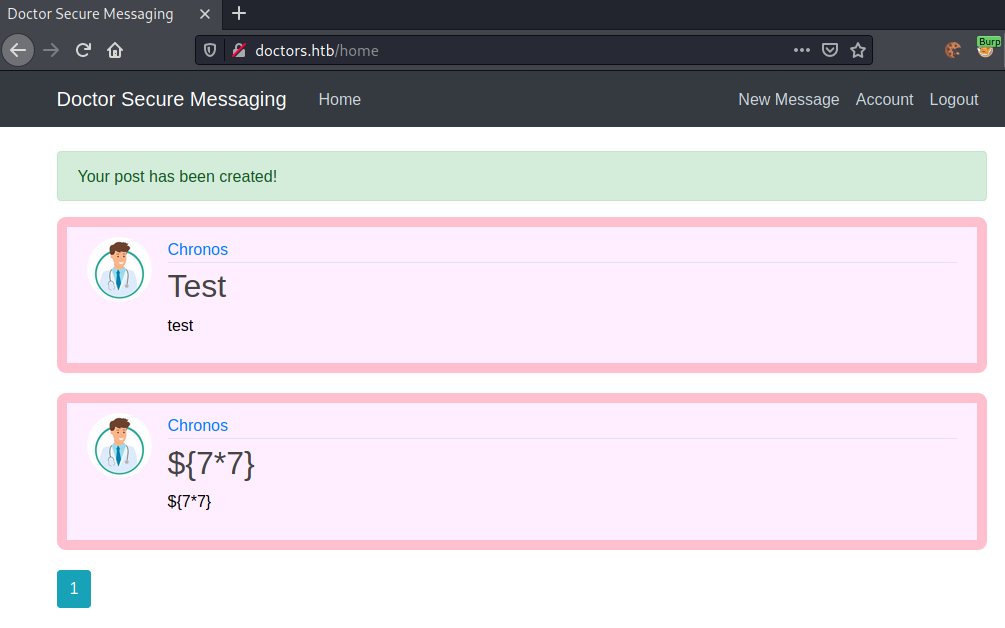 Doctor Secure Messaging
doctors.htb/home
Burp
Doctor Secure Messaging Home New Message Account Logout
Your post has been created!
Chronos
Test
test
Chronos
${7*7}
${7*7}
1